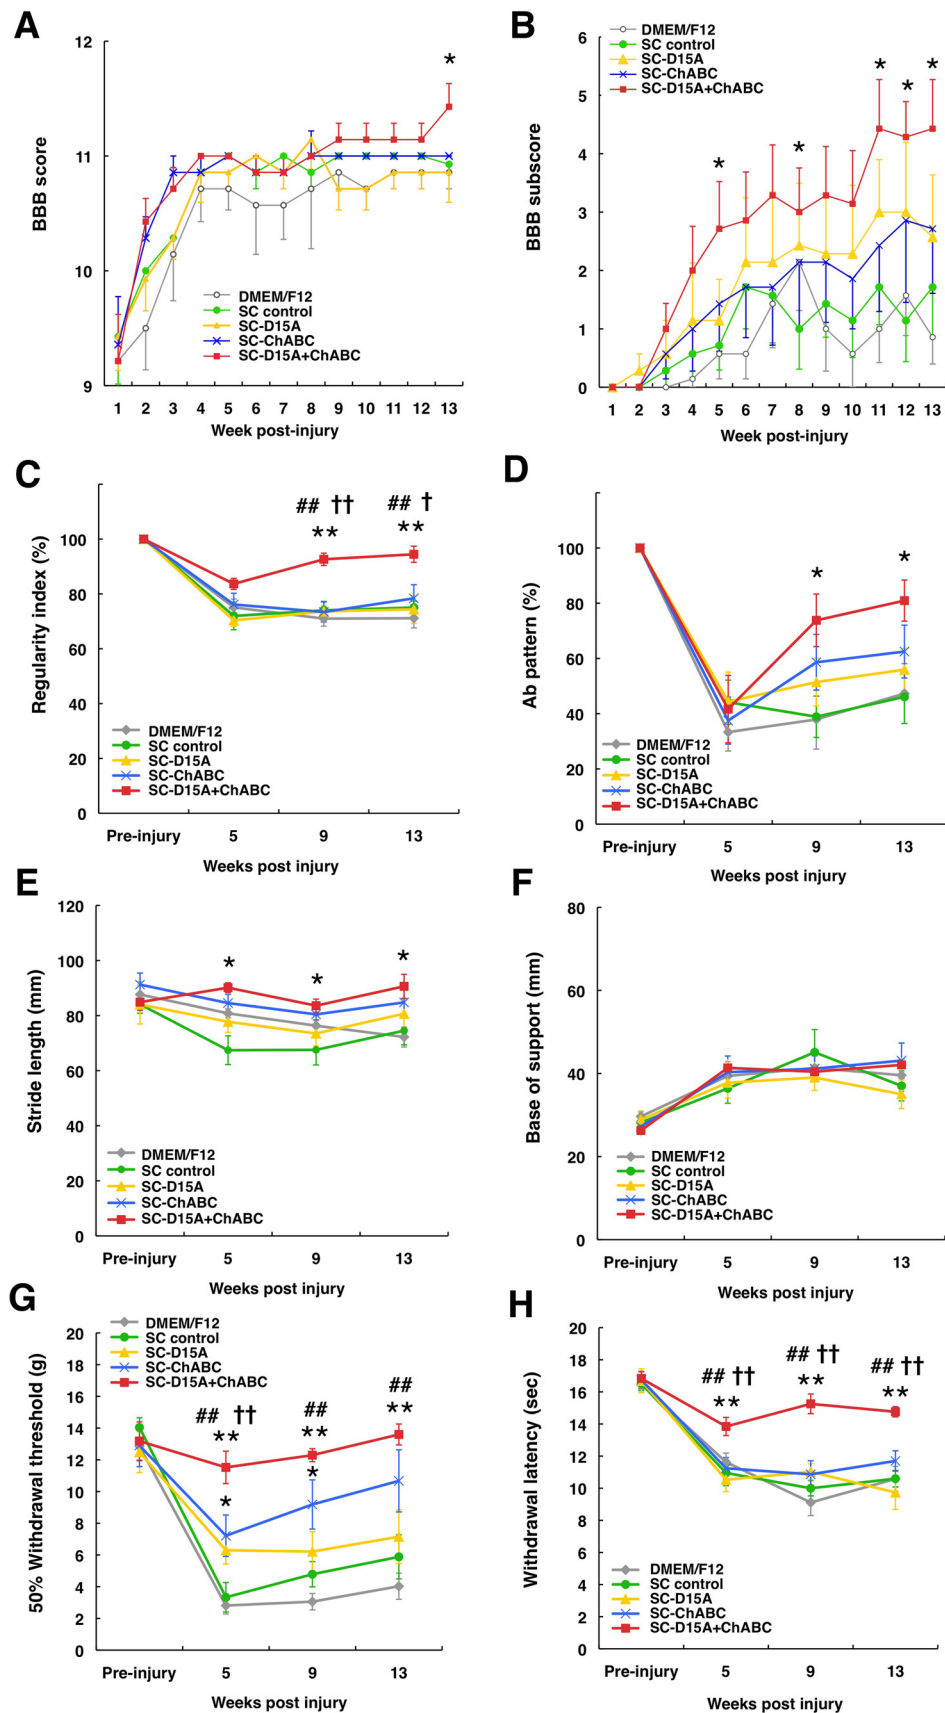 A
12
11
10
9
BBB score
*
DMEM/F12
SC control
SC-D15A
SC-ChABC
SC-D15A+ChABC
1 2 3 4 5 6 7 8 9 10 11 12 13
Week post-injury
B
6
5
4
3
2
1
0
BBB subscore
DMEM/F12
SC control
SC-D15A
SC-ChABC
SC-D15A+ChABC
* * * * *
1 2 3 4 5 6 7 8 9 10 11 12 13
Week post-injury
C
100
80
60
40
20
0
Regularity index (%)
## †† ## †
** **
DMEM/F12
SC control
SC-D15A
SC-ChABC
SC-D15A+ChABC
Pre-injury 5 9 13
Weeks post injury
D
100
80
60
40
20
0
Ab pattern (%)
* *
DMEM/F12
SC control
SC-D15A
SC-ChABC
SC-D15A+ChABC
Pre-injury 5 9 13
Weeks post injury
E
120
100
80
60
40
20
0
Stride length (mm)
* * *
DMEM/F12
SC control
SC-D15A
SC-ChABC
SC-D15A+ChABC
Pre-injury 5 9 13
Weeks post injury
F
80
60
40
20
0
Base of support (mm)
DMEM/F12
SC control
SC-D15A
SC-ChABC
SC-D15A+ChABC
Pre-injury 5 9 13
Weeks post injury
G
DMEM/F12
SC control
SC-D15A
SC-ChABC
SC-D15A+ChABC
20
18
16
14
12
10
8
6
4
2
0
50% Withdrawal threshold (g)
## †† ## ##
** ** **
* *
Pre-injury 5 9 13
Weeks post injury
H
20
18
16
14
12
10
8
6
4
2
0
Withdrawal latency (sec)
## †† ## †† ## ††
** ** **
DMEM/F12
SC control
SC-D15A
SC-ChABC
SC-D15A+ChABC
Pre-injury 5 9 13
Weeks post injury